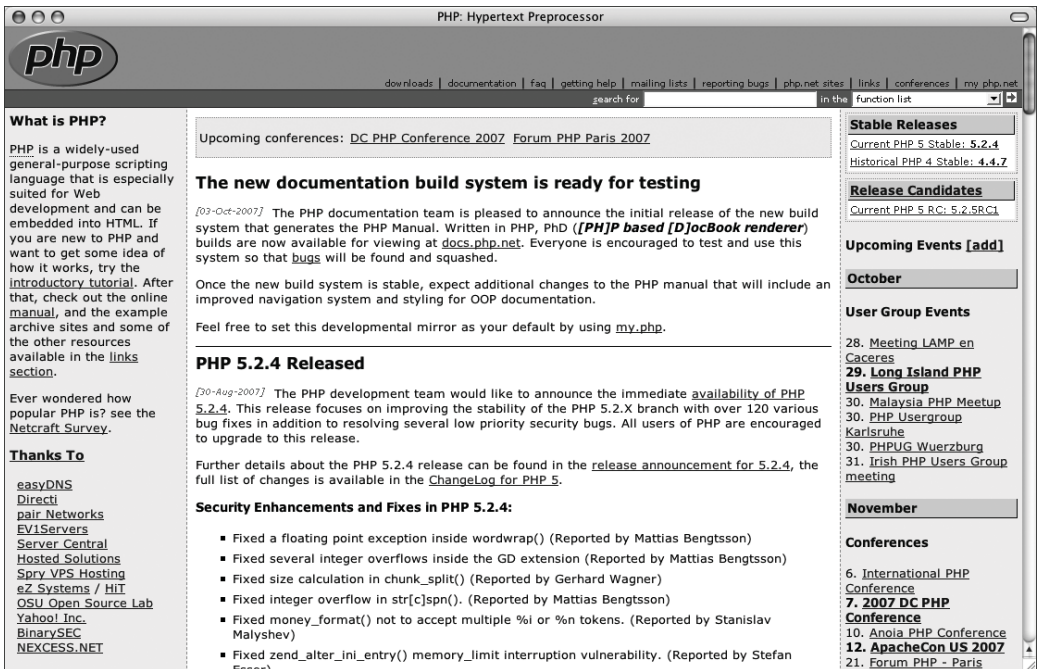 PHP: Hypertext Preprocessor
php
downloads | documentation | faq | getting help | mailing lists | reporting bugs | php.net sites | links | conferences | my php.net
search for in the function list
What is PHP?
PHP is a widely-used
general-purpose scripting
language that is especially
suited for Web
development and can be
embedded into HTML. If
you are new to PHP and
want to get some idea of
how it works, try the
introductory tutorial. After
that, check out the online
manual, and the example
archive sites and some of
the other resources
available in the links
section.
Ever wondered how
popular PHP is? see the
Netcraft Survey.
Thanks To
easyDNS
Directi
pair Networks
EV1Servers
Server Central
Hosted Solutions
Spry VPS Hosting
eZ Systems / HiT
OSU Open Source Lab
Yahoo! Inc.
BinarySEC
NEXCESS.NET
Upcoming conferences: DC PHP Conference 2007 Forum PHP Paris 2007
The new documentation build system is ready for testing
[03-Oct-2007] The PHP documentation team is pleased to announce the initial release of the new build
system that generates the PHP Manual. Written in PHP, PhD ([PH]P based [D]ocBook renderer)
builds are now available for viewing at docs.php.net. Everyone is encouraged to test and use this
system so that bugs will be found and squashed.
Once the new build system is stable, expect additional changes to the PHP manual that will include an
improved navigation system and styling for OOP documentation.
Feel free to set this developmental mirror as your default by using my.php.
PHP 5.2.4 Released
[30-Aug-2007] The PHP development team would like to announce the immediate availability of PHP
5.2.4. This release focuses on improving the stability of the PHP 5.2.X branch with over 120 various
bug fixes in addition to resolving several low priority security bugs. All users of PHP are encouraged
to upgrade to this release.
Further details about the PHP 5.2.4 release can be found in the release announcement for 5.2.4, the
full list of changes is available in the ChangeLog for PHP 5.
Security Enhancements and Fixes in PHP 5.2.4:
▪ Fixed a floating point exception inside wordwrap() (Reported by Mattias Bengtsson)
▪ Fixed several integer overflows inside the GD extension (Reported by Mattias Bengtsson)
▪ Fixed size calculation in chunk_split() (Reported by Gerhard Wagner)
▪ Fixed integer overflow in str[c]spn(). (Reported by Mattias Bengtsson)
▪ Fixed money_format() not to accept multiple %i or %n tokens. (Reported by Stanislav
Malyshev)
▪ Fixed zend_alter_ini_entry() memory_limit interruption vulnerability. (Reported by Stefan
Esser)
Stable Releases
Current PHP 5 Stable: 5.2.4
Historical PHP 4 Stable: 4.4.7
Release Candidates
Current PHP 5 RC: 5.2.5RC1
Upcoming Events [add]
October
User Group Events
28. Meeting LAMP en
Caceres
29. Long Island PHP
Users Group
30. Malaysia PHP Meetup
30. PHP Usergroup
Karlsruhe
30. PHPUG Wuerzburg
31. Irish PHP Users Group
meeting
November
Conferences
6. International PHP
Conference
7. 2007 DC PHP
Conference
10. Anoia PHP Conference
12. ApacheCon US 2007
21. Forum PHP - Paris